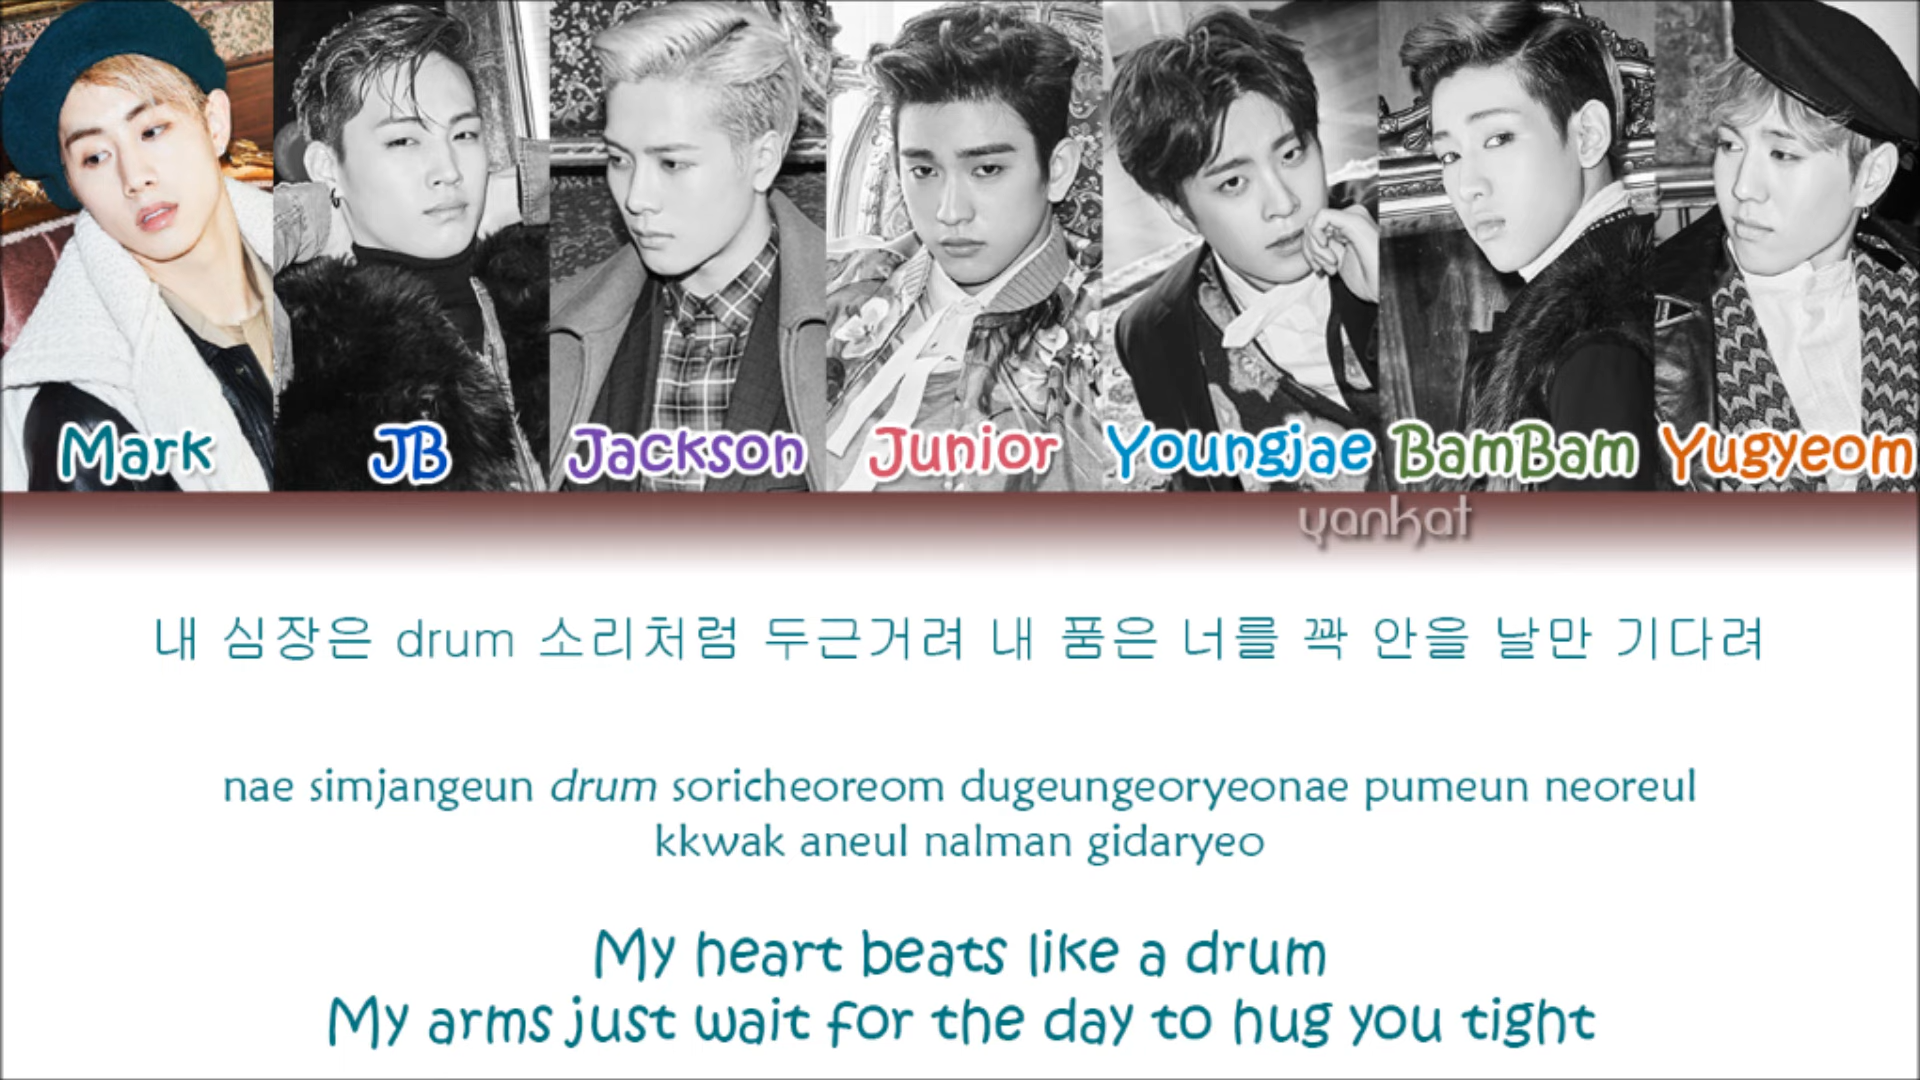 Mark JB Jackson Junior Youngjae BamBam Yugyeom
yankat
내 심장은 drum 소리처럼 두근거려 내 품은 너를 꽉 안을 날만 기다려
nae simjangeun drum soricheoreom dugeungeoryeonae pumeun neoreul
kkwak aneul nalman gidaryeo
My heart beats like a drum
My arms just wait for the day to hug you tight